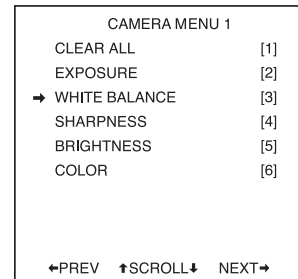 CAMERA MENU 1
CLEAR ALL [1]
EXPOSURE [2]
➞ WHITE BALANCE [3]
SHARPNESS [4]
BRIGHTNESS [5]
COLOR [6]
←PREV ↑SCROLL↓ NEXT→